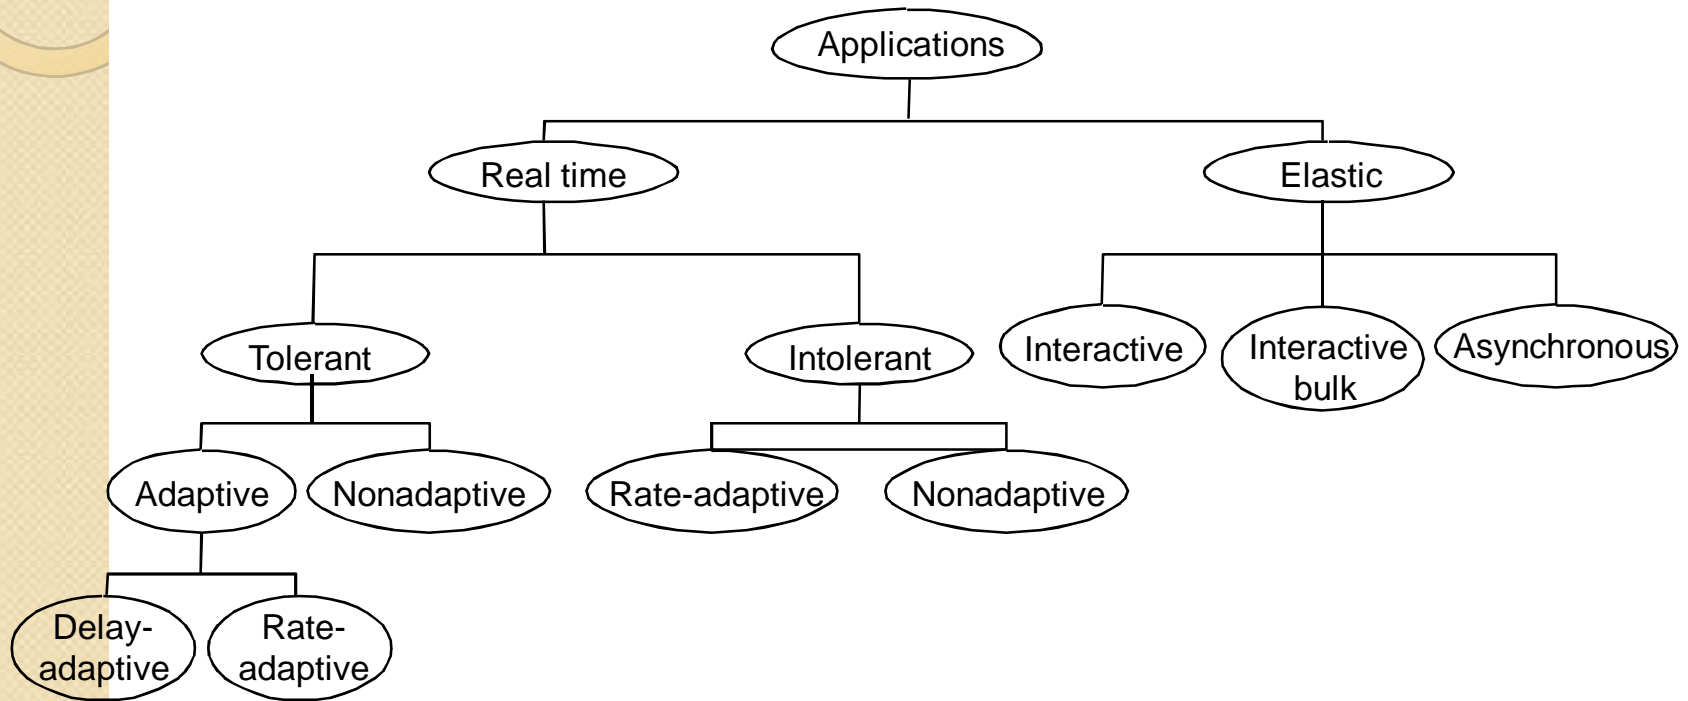 Applications
Real time
Elastic
Tolerant
Intolerant
Interactive
Interactive
bulk
Asynchronous
Adaptive
Nonadaptive
Rate-adaptive
Nonadaptive
Delay-
adaptive
Rate-
adaptive